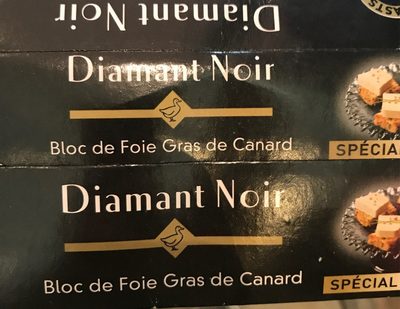 Diamant Noir
Diamant Noir
Bloc de Foie Gras de Canard
SPÉCIAL
Diamant Noir
Bloc de Foie Gras de Canard
SPÉCIAL